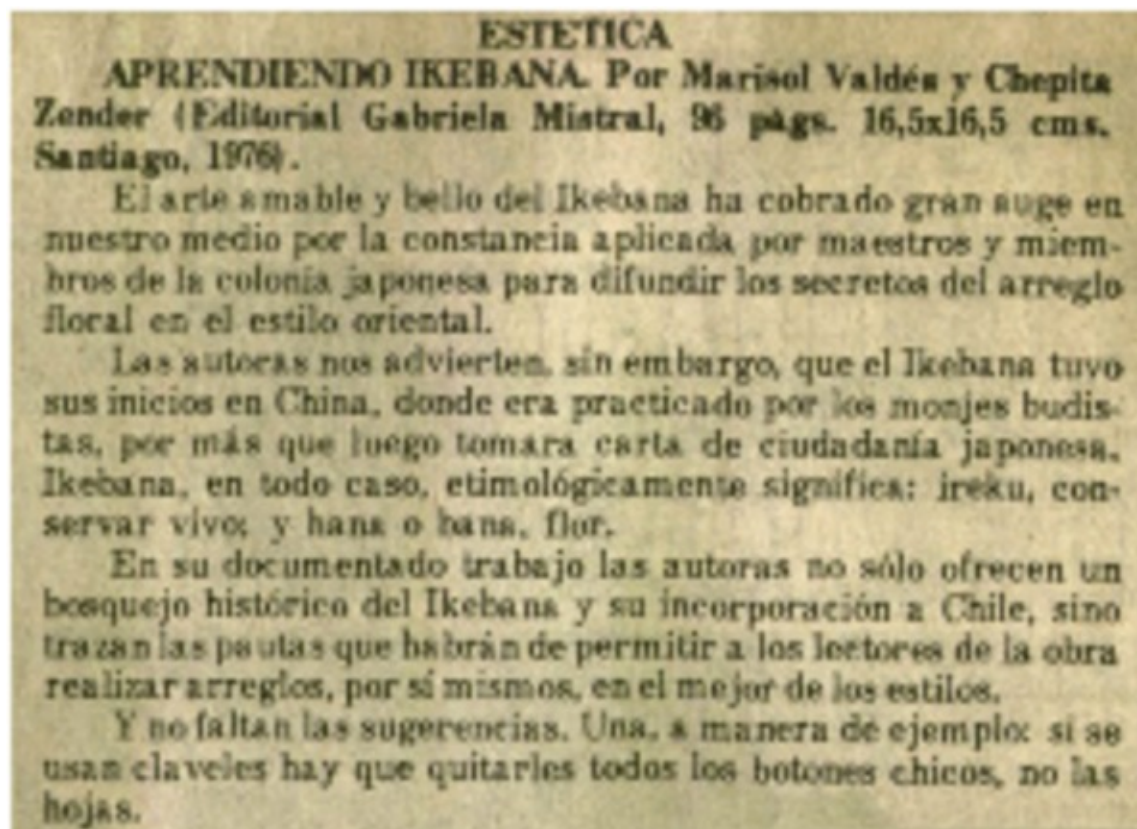 ESTETICA
APRENDIENDO IKEBANA. Por Marisol Valdés y Chepita
Zender (Editorial Gabriela Mistral, 96 págs. 16,5x16,5 cms.
Santiago, 1976).
El arte amable y bello del Ikebana ha cobrado gran auge en
nuestro medio por la constancia aplicada por maestros y miem-
bros de la colonia japonesa para difundir los secretos del arreglo
floral en el estilo oriental.
Las autoras nos advierten, sin embargo, que el Ikebana tuvo
sus inicios en China, donde era practicado por los monjes budis-
tas, por más que luego tomara carta de ciudadanía japonesa.
Ikebana, en todo caso, etimológicamente significa: ireku, con-
servar vivo; y hana o bana, flor.
En su documentado trabajo las autoras no sólo ofrecen un
bosquejo histórico del Ikebana y su incorporación a Chile, sino
trazan las pautas que habrán de permitir a los lectores de la obra
realizar arreglos, por sí mismos, en el mejor de los estilos.
Y no faltan las sugerencias. Una, a manera de ejemplo: si se
usan claveles hay que quitarles todos los botones chicos, no las
hojas.